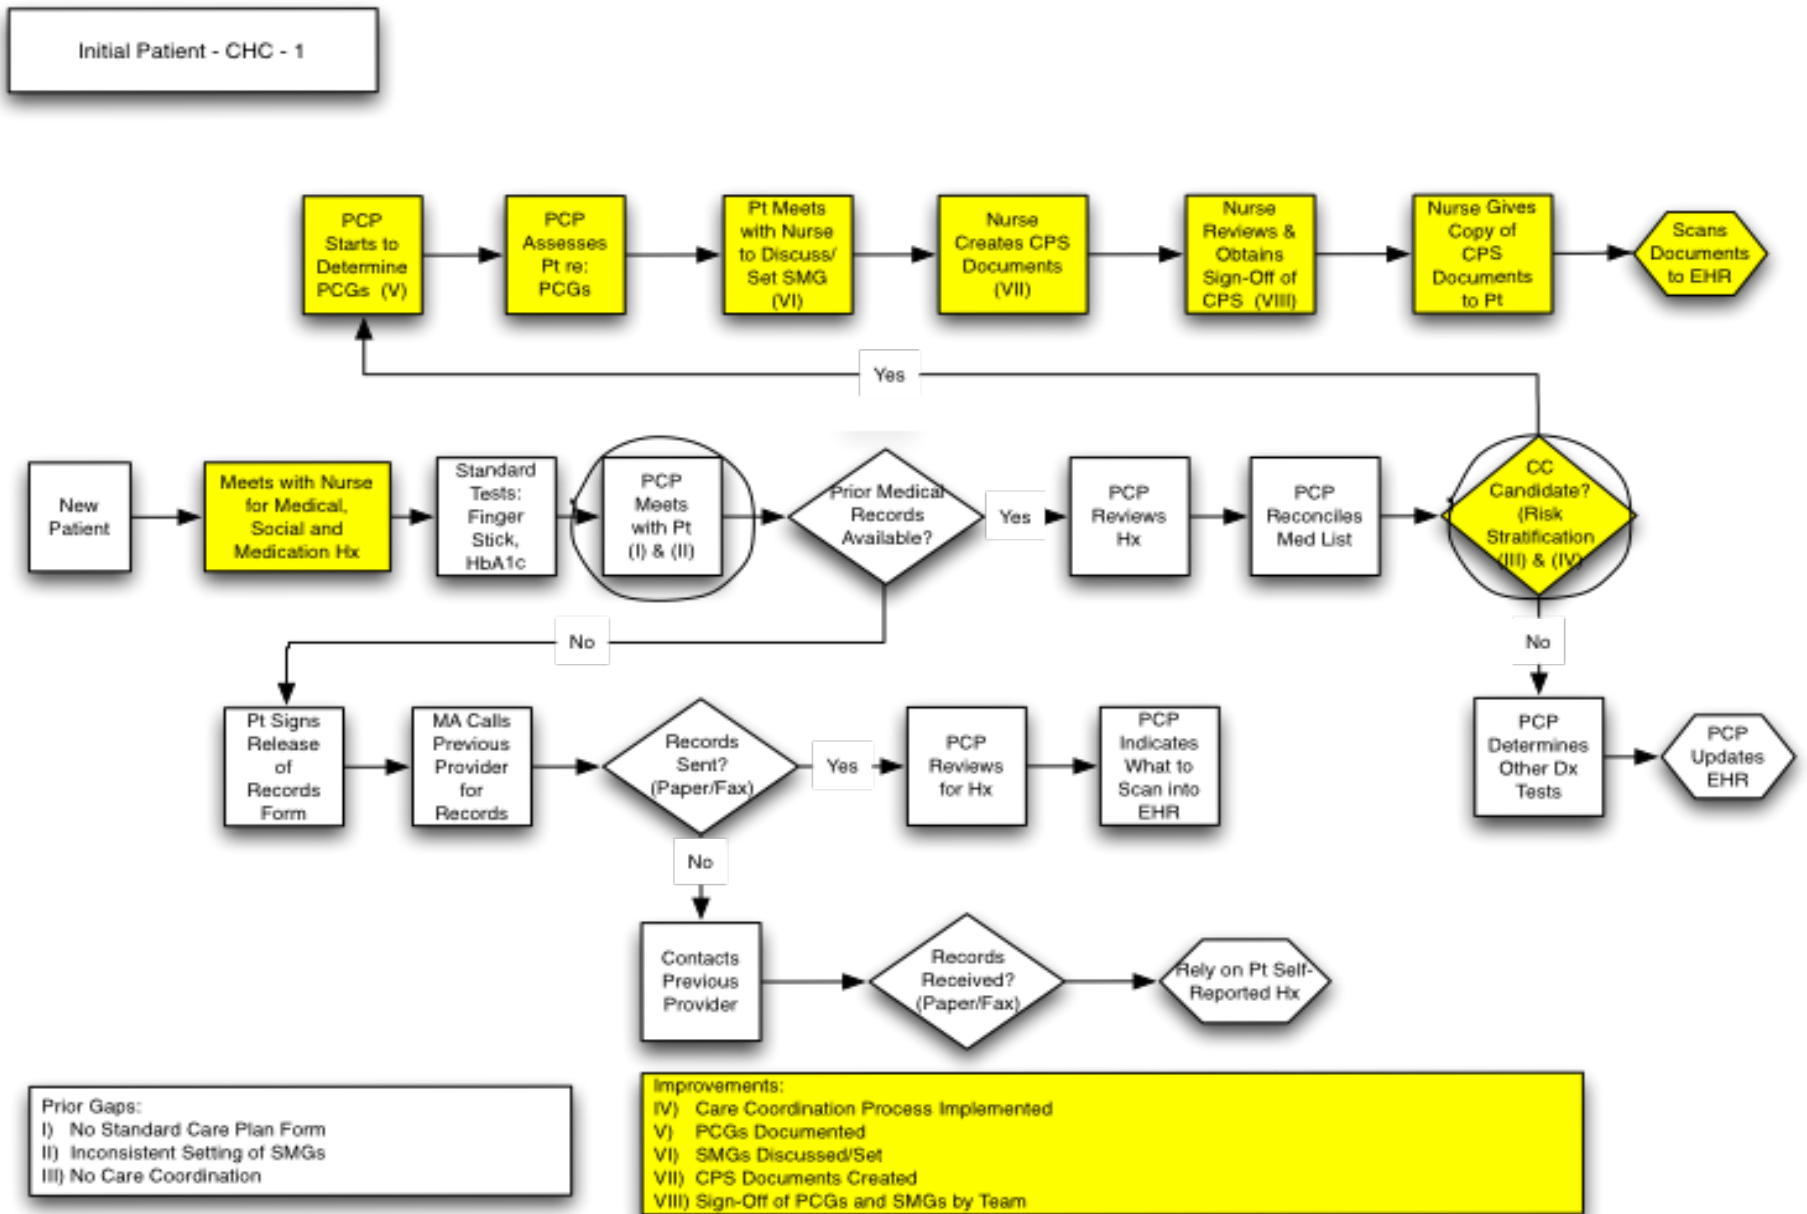 Initial Patient - CHC - 1
PCP
Starts to
Determine
PCGs (V)
PCP
Assesses
Pt re:
PCGs
Pt Meets
with Nurse
to Discuss/
Set SMG
(VI)
Nurse
Creates CPS
Documents
(VII)
Nurse
Reviews &
Obtains
Sign-Off of
CPS (VIII)
Nurse Gives
Copy of
CPS
Documents
to Pt
Scans
Documents
to EHR
Yes
New
Patient
Meets with Nurse
for Medical,
Social and
Medication Hx
Standard
Tests:
Finger
Stick,
HbA1c
PCP
Meets
with Pt
(I) & (II)
Prior Medical
Records
Available?
Yes
PCP
Reviews
Hx
PCP
Reconciles
Med List
CC
Candidate?
(Risk
Stratification
(III) & (IV)
No
No
Pt Signs
Release
of
Records
Form
MA Calls
Previous
Provider
for
Records
Records
Sent?
(Paper/Fax)
Yes
PCP
Reviews
for Hx
PCP
Indicates
What to
Scan into
EHR
PCP
Determines
Other Dx
Tests
PCP
Updates
EHR
No
Contacts
Previous
Provider
Records
Received?
(Paper/Fax)
Rely on Pt Self-
Reported Hx
Prior Gaps:
I) No Standard Care Plan Form
II) Inconsistent Setting of SMGs
III) No Care Coordination
Improvements:
IV) Care Coordination Process Implemented
V) PCGs Documented
VI) SMGs Discussed/Set
VII) CPS Documents Created
VIII) Sign-Off of PCGs and SMGs by Team